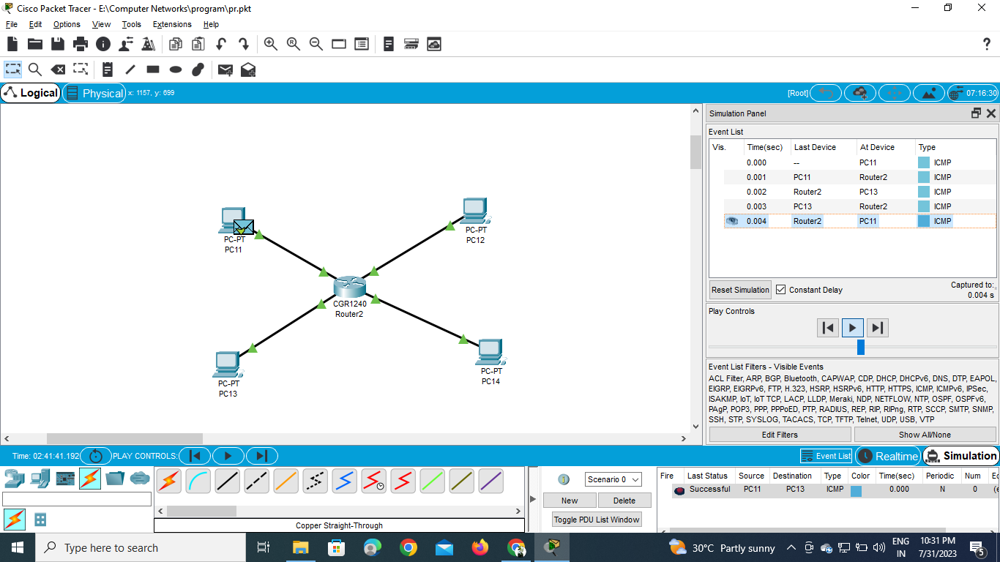 Cisco Packet Tracer - E:\Computer Networks\program\pr.pkt
File Edit Options View Tools Extensions Help
Logical Physical x: 1157, y: 699 [Root] 07:16:30
PC-PT
PC11
PC-PT
PC12
CGR1240
Router2
PC-PT
PC13
PC-PT
PC14
Simulation Panel
Event List
Vis. Time(sec) Last Device At Device Type
0.000 -- PC11 ICMP
0.001 PC11 Router2 ICMP
0.002 Router2 PC13 ICMP
0.003 PC13 Router2 ICMP
0.004 Router2 PC11 ICMP
Reset Simulation Constant Delay Captured to:
0.004 s
Play Controls
Event List Filters - Visible Events
ACL Filter, ARP, BGP, Bluetooth, CAPWAP, CDP, DHCP, DHCPv6, DNS, DTP, EAPOL,
EIGRP, EIGRPv6, FTP, H.323, HSRP, HSRPv6, HTTP, HTTPS, ICMP, ICMPv6, IPSec,
ISAKMP, IoT, IoT TCP, LACP, LLDP, Meraki, NDP, NETFLOW, NTP, OSPF, OSPFv6,
PAgP, POP3, PPP, PPPoED, PTP, RADIUS, REP, RIP, RIPng, RTP, SCCP, SMTP, SNMP,
SSH, STP, SYSLOG, TACACS, TCP, TFTP, Telnet, UDP, USB, VTP
Edit Filters Show All/None
Time: 02:41:41.192 PLAY CONTROLS: Event List Realtime Simulation
Copper Straight-Through
Scenario 0
New Delete
Toggle PDU List Window
Fire Last Status Source Destination Type Color Time(sec) Periodic Num Ec
Successful PC11 PC13 ICMP 0.000 N 0 (e
Type here to search
30°C Partly sunny
ENG
IN
10:31 PM
7/31/2023
5